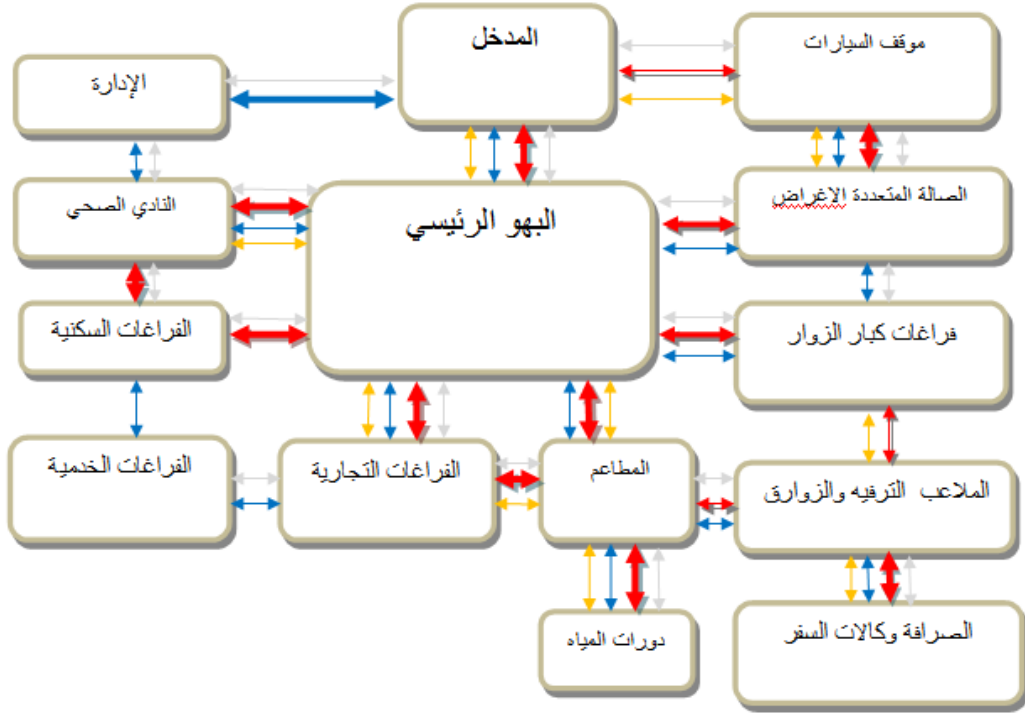 المدخل
موقف السيارات
الإدارة
الصالة المتعددة الاغراض
النادي الصحي
البهو الرئيسي
الفراغات السكنية
فراغات كبار الزوار
الفراغات الخدمية
الفراغات التجارية
المطاعم
الملاعب الترفيه والزوارق
دورات المياه
الصرافة وكالات السفر